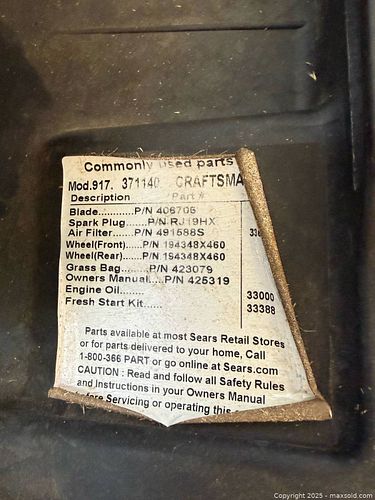 Commonly used parts
Mod.917. 371140 CRAFTSMA
Description Part #
Blade............P/N 406706
Spark Plug.......P/N RJ19HX
Air Filter.....P/N 491588S 33
Wheel(Front).....P/N 194348X460
Wheel(Rear)......P/N 194348X460
Grass Bag........P/N 423079
Owners Manual....P/N 425319
Engine Oil....... 33000
Fresh Start Kit..... 33388
Parts available at most Sears Retail Stores
or for parts delivered to your home, Call
1-800-366 PART or go online at Sears.com
CAUTION : Read and follow all Safety Rules
and Instructions in your Owners Manual
before Servicing or operating this
Copyright © 2025 - maxsold.com